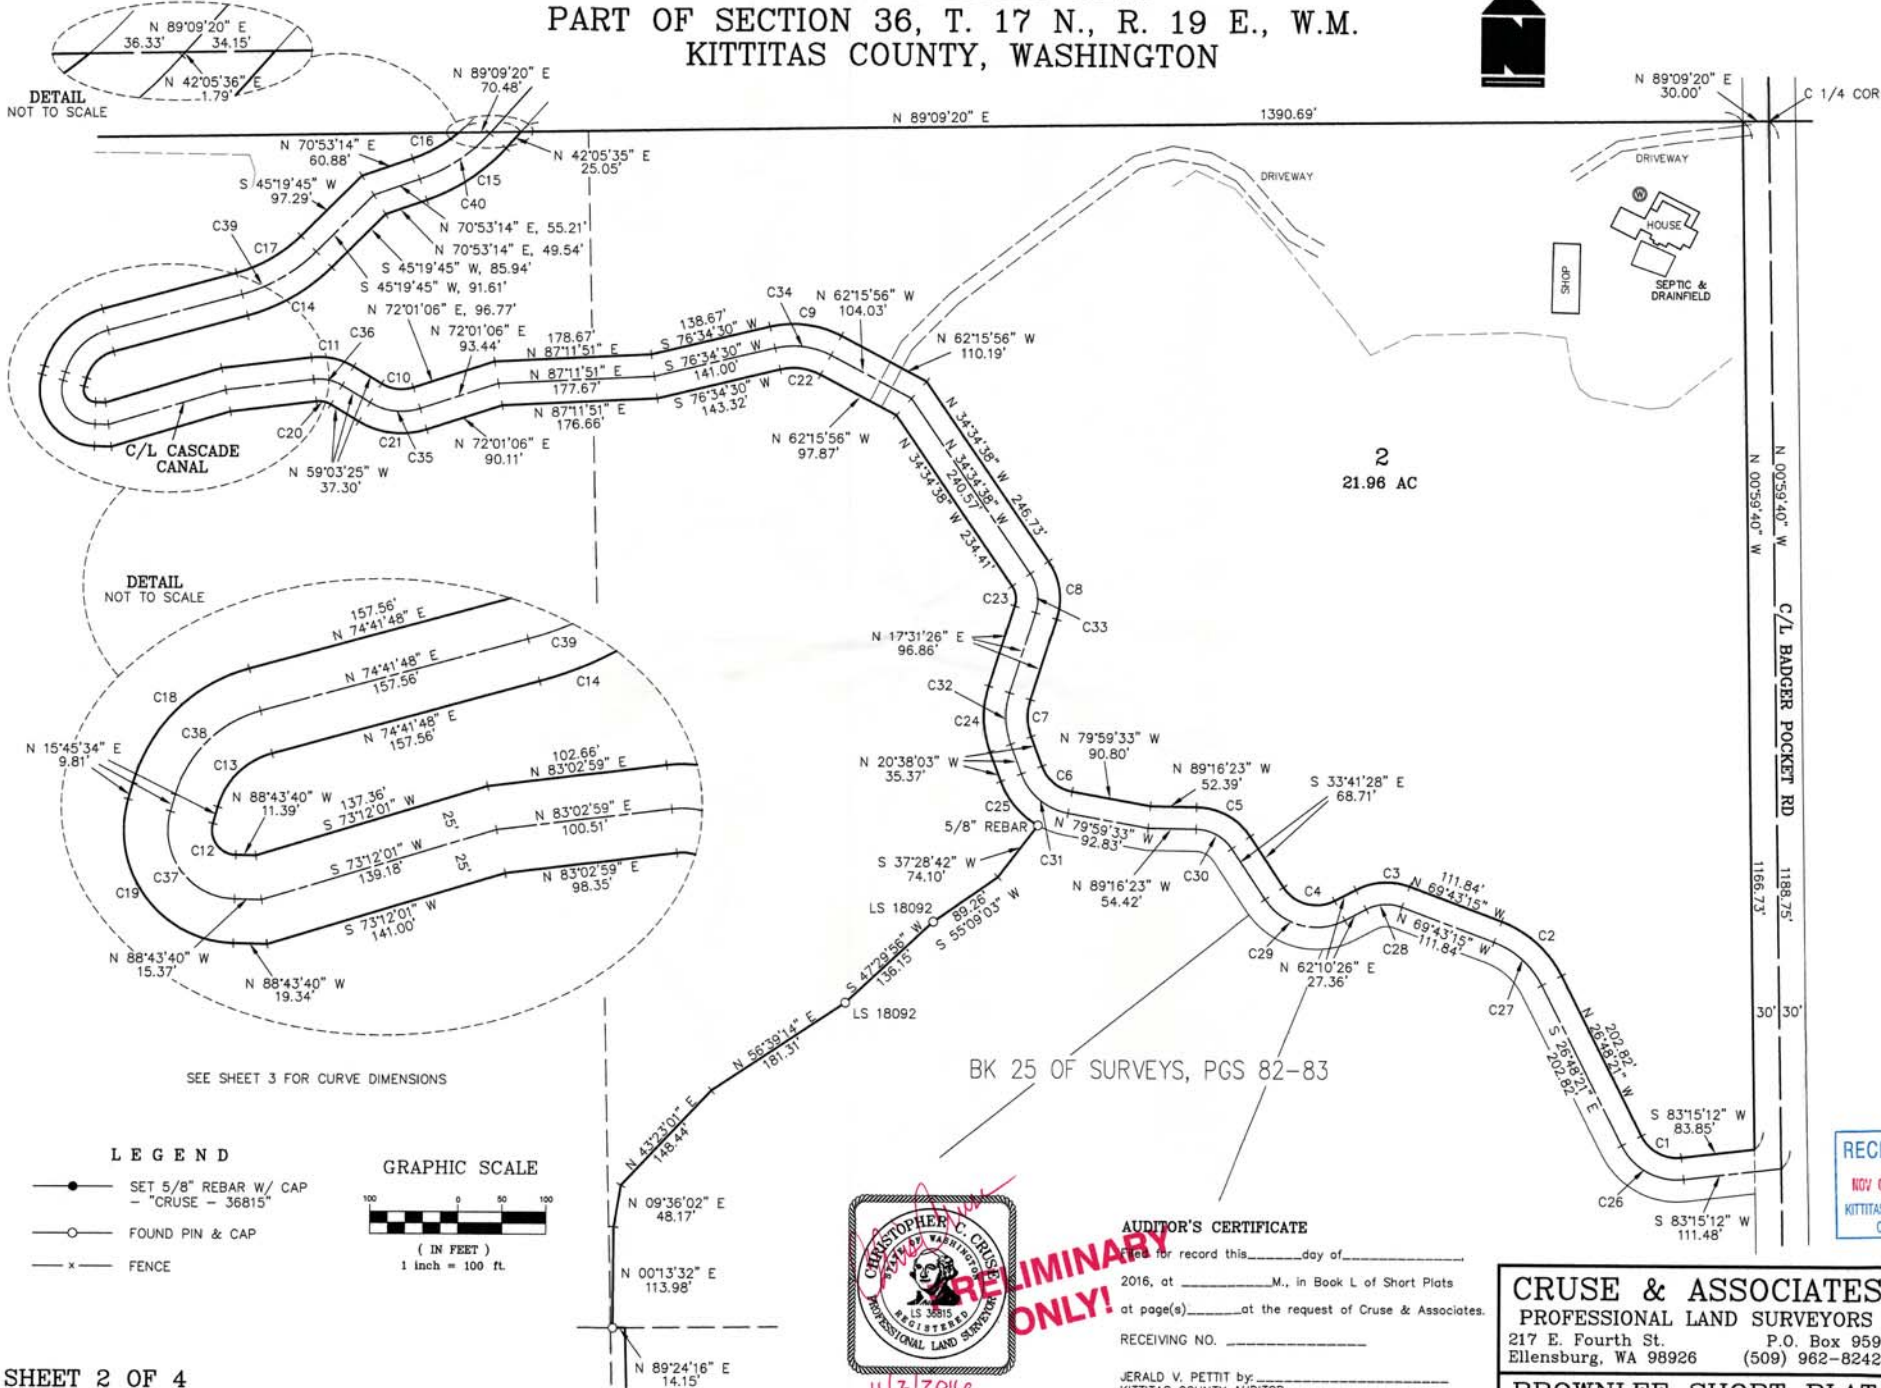 PART OF SECTION 36, T. 17 N., R. 19 E., W.M.
KITTITAS COUNTY, WASHINGTON
N 89°09'20" E
36.33' 34.15'
N 42°05'36" E
1.79'
DETAIL
NOT TO SCALE
N 89°09'20" E
70.48'
N
N 89°09'20" E
30.00'
C 1/4 COR
N 89°09'20" E 1390.69'
C16
N 70°53'14" E
60.88'
N 42°05'35" E
25.05'
C15
C40
S 45°19'45" W
97.29'
C39
C17
N 70°53'14" E, 55.21'
N 70°53'14" E, 49.54'
S 45°19'45" W, 85.94'
S 45°19'45" W, 91.61'
C14
N 72°01'06" E, 96.77'
C36
C11
N 72°01'06" E
93.44'
C10
178.67'
N 87°11'51" E
N 87°11'51" E
177.67'
N 87°11'51" E
176.66'
138.67'
S 76°34'30" W
S 76°34'30" W
141.00'
S 76°34'30" W
143.32'
C34
C9
C22
N 62°15'56" W
104.03'
N 62°15'56" W
110.19'
N 62°15'56" W
97.87'
DRIVEWAY
DRIVEWAY
W
HOUSE
SHOP
SEPTIC &
DRAINFIELD
C20
C21
C35
N 72°01'06" E
90.11'
N 59°03'25" W
37.30'
C/L CASCADE
CANAL
N 34°34'38" W 246.73'
N 34°34'38" W
240.57'
N 34°34'38" W 234.41'
2
21.96 AC
N 00°59'40" W
N 00°59'40" W
C/L BADGER POCKET RD
1166.73'
1188.75'
30' 30'
DETAIL
NOT TO SCALE
157.56'
N 74°41'48" E
N 74°41'48" E
157.56'
N 74°41'48" E
157.56'
C39
C14
C18
C38
C13
N 15°45'34" E
9.81'
N 88°43'40" W
11.39'
137.36'
S 73°12'01" W
102.66'
N 83°02'59" E
N 83°02'59" E
100.51'
N 83°02'59" E
98.35'
25'
25'
C12
C37
C19
S 73°12'01" W
139.18'
S 73°12'01" W
141.00'
N 88°43'40" W
15.37'
N 88°43'40" W
19.34'
C23
C8
C33
N 17°31'26" E
96.86'
C32
C24
C7
N 20°38'03" W
35.37'
C25
C6
N 79°59'33" W
90.80'
N 89°16'23" W
52.39'
C5
S 33°41'28" E
68.71'
5/8" REBAR
N 79°59'33" W
92.83'
C31
S 37°28'42" W
74.10'
N 89°16'23" W
54.42'
C30
C4
C3
111.84'
N 69°43'15" W
N 69°43'15" W
111.84'
C2
C29
C28
N 62°10'26" E
27.36'
C27
LS 18092
89.26'
S 55°09'03" W
S 47°29'56" W
136.15'
LS 18092
202.82'
N 26°48'21" W
S 26°48'21" E
202.82'
N 56°39'14" E
181.31'
BK 25 OF SURVEYS, PGS 82-83
S 83°15'12" W
83.85'
C1
C26
S 83°15'12" W
111.48'
N 43°23'01" E
148.44'
N 09°36'02" E
48.17'
N 00°13'32" E
113.98'
N 89°24'16" E
14.15'
SEE SHEET 3 FOR CURVE DIMENSIONS
LEGEND
SET 5/8" REBAR W/ CAP
- "CRUSE - 36815"
FOUND PIN & CAP
x FENCE
GRAPHIC SCALE
100 0 50 100
( IN FEET )
1 inch = 100 ft.
CHRISTOPHER C. CRUSE
STATE OF WASHINGTON
LS 36815
REGISTERED
PROFESSIONAL LAND SURVEYOR
PRELIMINARY
ONLY!
AUDITOR'S CERTIFICATE
Filed for record this_______day of_______________,
2016, at ___________M., in Book L of Short Plats
at page(s)______at the request of Cruse & Associates.
RECEIVING NO. _________________
JERALD V. PETTIT by:________________________
KITTITAS COUNTY AUDITOR
NOV
KITTITAS
CRUSE & ASSOCIATES
PROFESSIONAL LAND SURVEYORS
217 E. Fourth St. P.O. Box 959
Ellensburg, WA 98926 (509) 962-8242
BROWNLEE SHORT PLAT
SHEET 2 OF 4